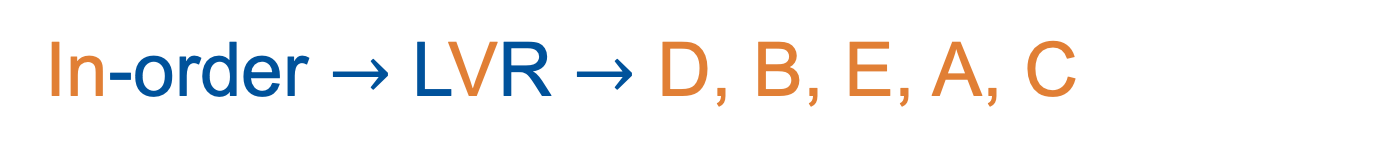 In-order → LVR → D, B, E, A, C